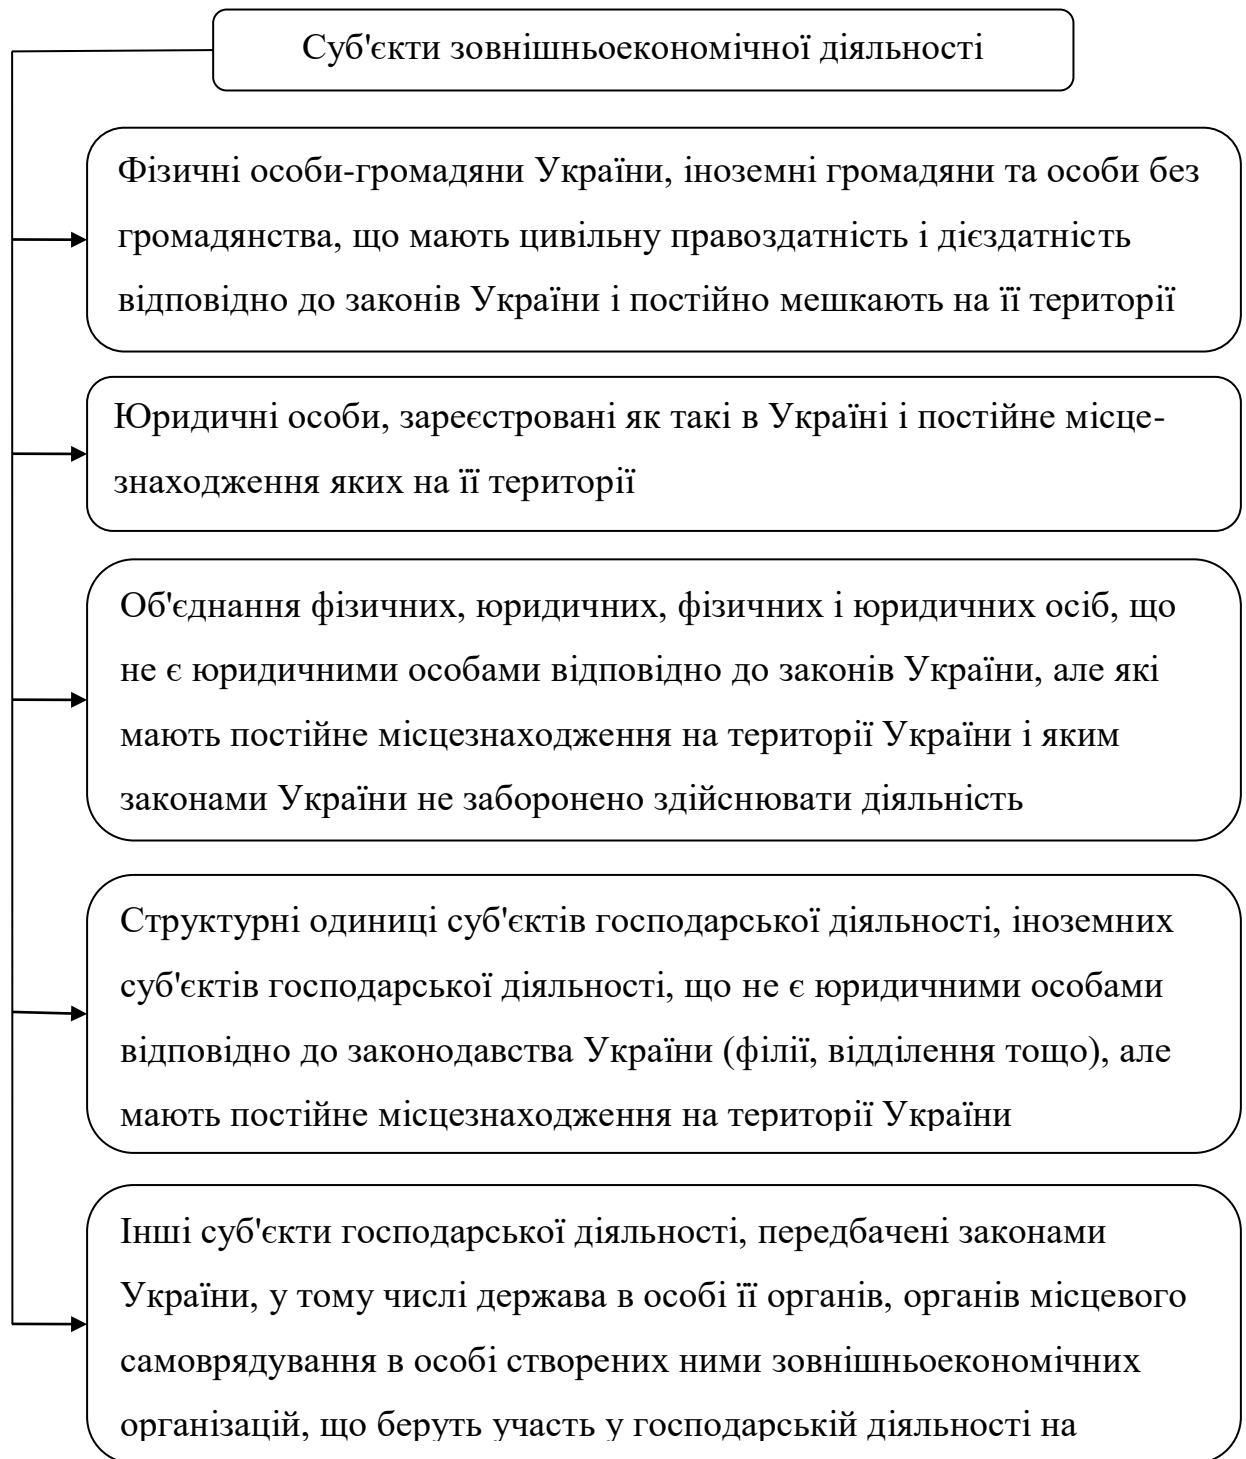 Суб'єкти зовнішньоекономічної діяльності
Фізичні особи-громадяни України, іноземні громадяни та особи без
громадянства, що мають цивільну правоздатність і дієздатність
відповідно до законів України і постійно мешкають на її території
Юридичні особи, зареєстровані як такі в Україні і постійне місце-
знаходження яких на її території
Об'єднання фізичних, юридичних, фізичних і юридичних осіб, що
не є юридичними особами відповідно до законів України, але які
мають постійне місцезнаходження на території України і яким
законами України не заборонено здійснювати діяльність
Структурні одиниці суб'єктів господарської діяльності, іноземних
суб'єктів господарської діяльності, що не є юридичними особами
відповідно до законодавства України (філії, відділення тощо), але
мають постійне місцезнаходження на території України
Інші суб'єкти господарської діяльності, передбачені законами
України, у тому числі держава в особі її органів, органів місцевого
самоврядування в особі створених ними зовнішньоекономічних
організацій, що беруть участь у господарській діяльності на